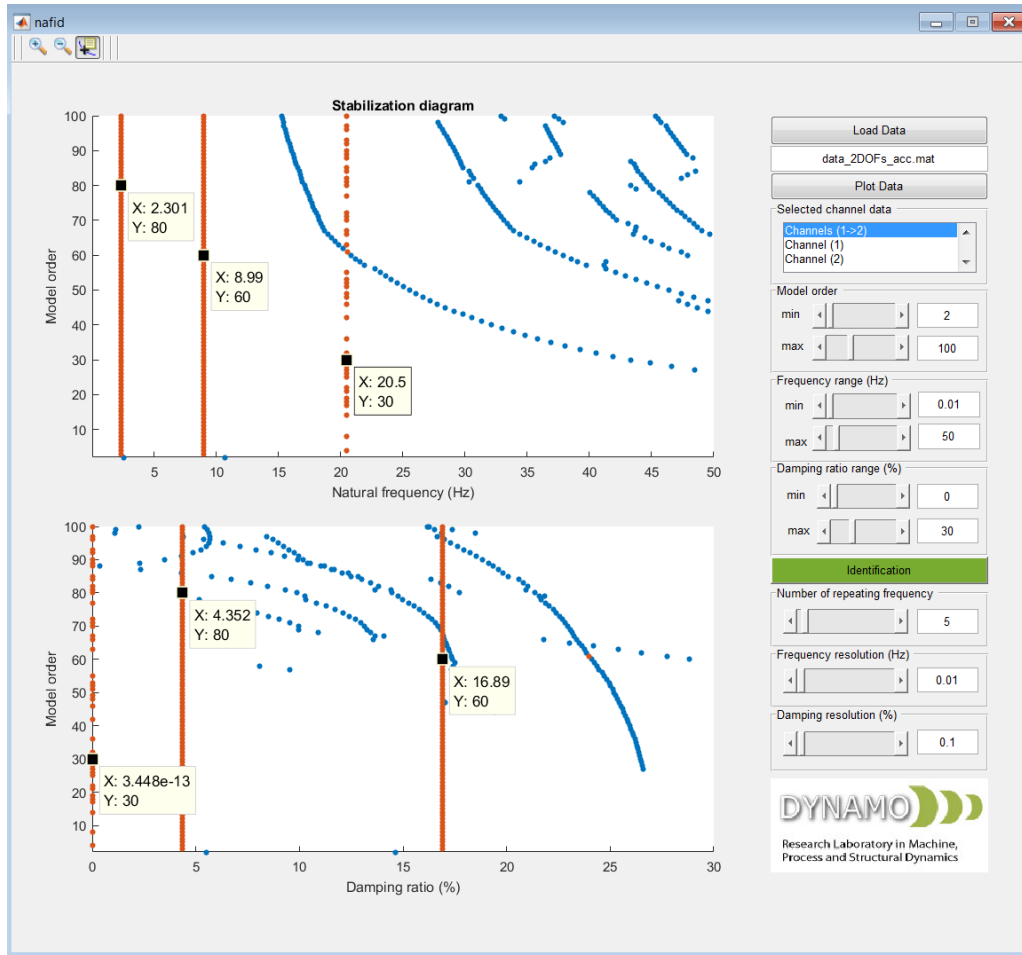 nafid
Stabilization diagram
100
90
80
70
60
50
40
30
20
10
Model order
X: 2.301
Y: 80
X: 8.99
Y: 60
X: 20.5
Y: 30
5
10
15
20
25
30
35
40
45
50
Natural frequency (Hz)
100
90
80
70
60
50
40
30
20
10
Model order
X: 4.352
Y: 80
X: 16.89
Y: 60
X: 3.448e-13
Y: 30
0
5
10
15
20
25
30
Damping ratio (%)
Load Data
data_2DOFs_acc.mat
Plot Data
Selected channel data
Channels (1->2)
Channel (1)
Channel (2)
Model order
min
2
max
100
Frequency range (Hz)
min
0.01
max
50
Damping ratio range (%)
min
0
max
30
Identification
Number of repeating frequency
5
Frequency resolution (Hz)
0.01
Damping resolution (%)
0.1
DYNAMO
Research Laboratory in Machine,
Process and Structural Dynamics